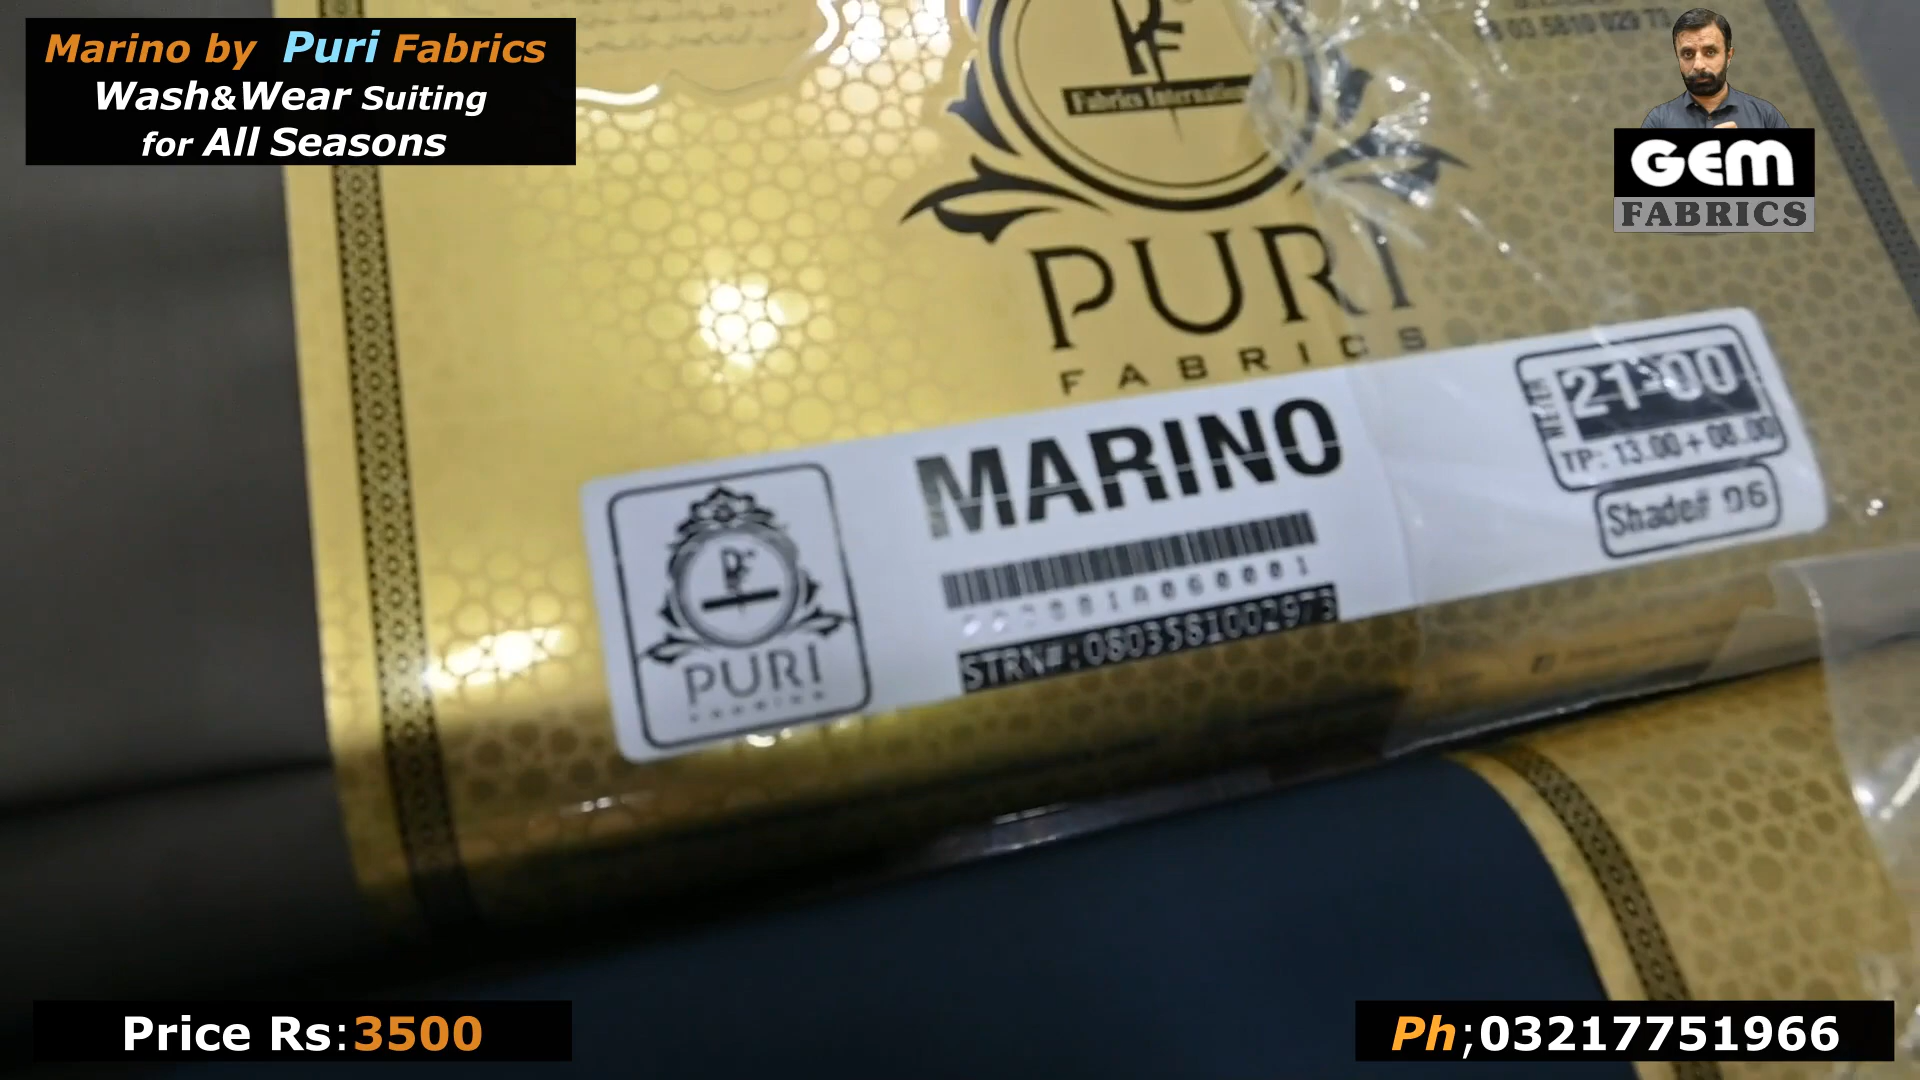 Marino by Puri Fabrics
Wash&Wear Suiting
for All Seasons
GEM
FABRICS
Fabrics
PURI
FABRICS
MARINO
STRN#:0803581002973
21:00
TP: 13.00+08.00
Shade# 06
PURI
Price Rs:3500
Ph;03217751966